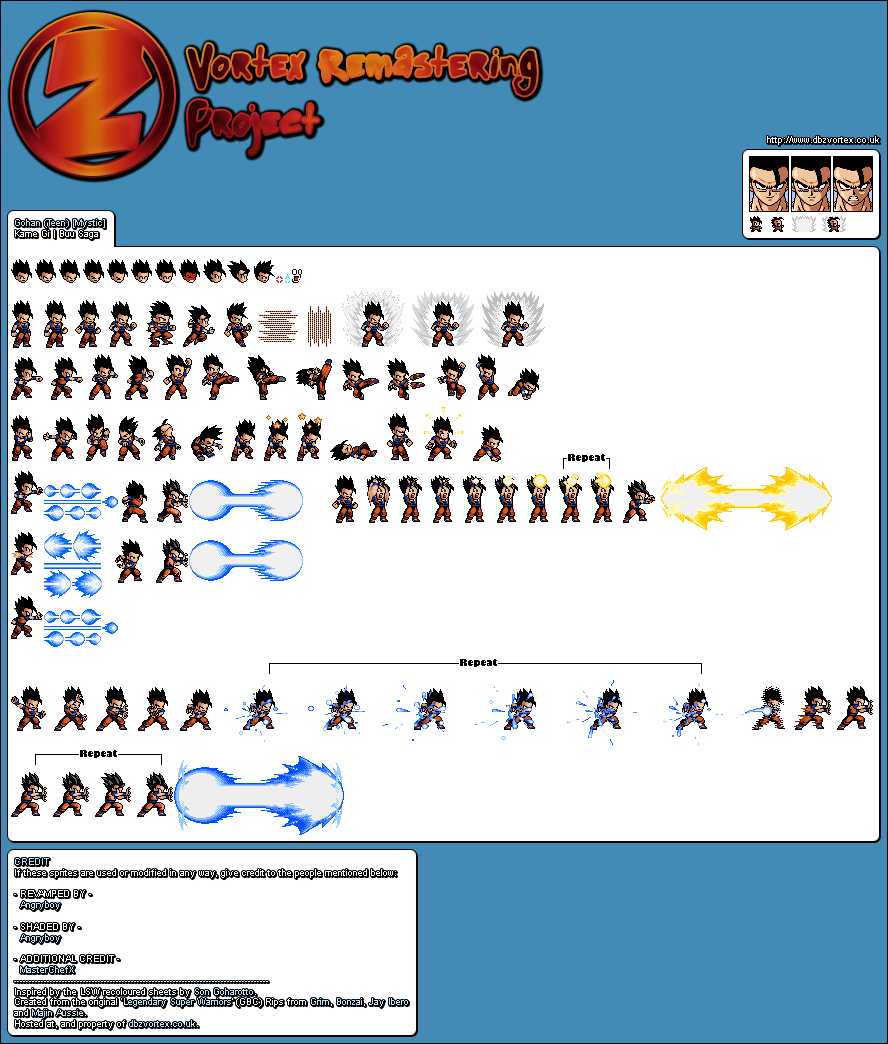 Vortex Remastering
Project
http://www.dbzvortex.co.uk
Gohan (Teen) [Mystic]
Kame Gi | Buu Saga
Repeat
Repeat
Repeat
CREDIT
If these sprites are used or modified in any way, give credit to the people mentioned below:
- REVAMPED BY -
Angryboy
- SHADED BY -
Angryboy
- ADDITIONAL CREDIT -
MasterChefX
Inspired by the LSW recoloured sheets by Son Goharotto.
Created from the original 'Legendary Super Warriors' (GBC) Rips from Grim, Bonzai, Jay Ibero
and Majin Aussie.
Hosted at, and property of dbzvortex.co.uk.